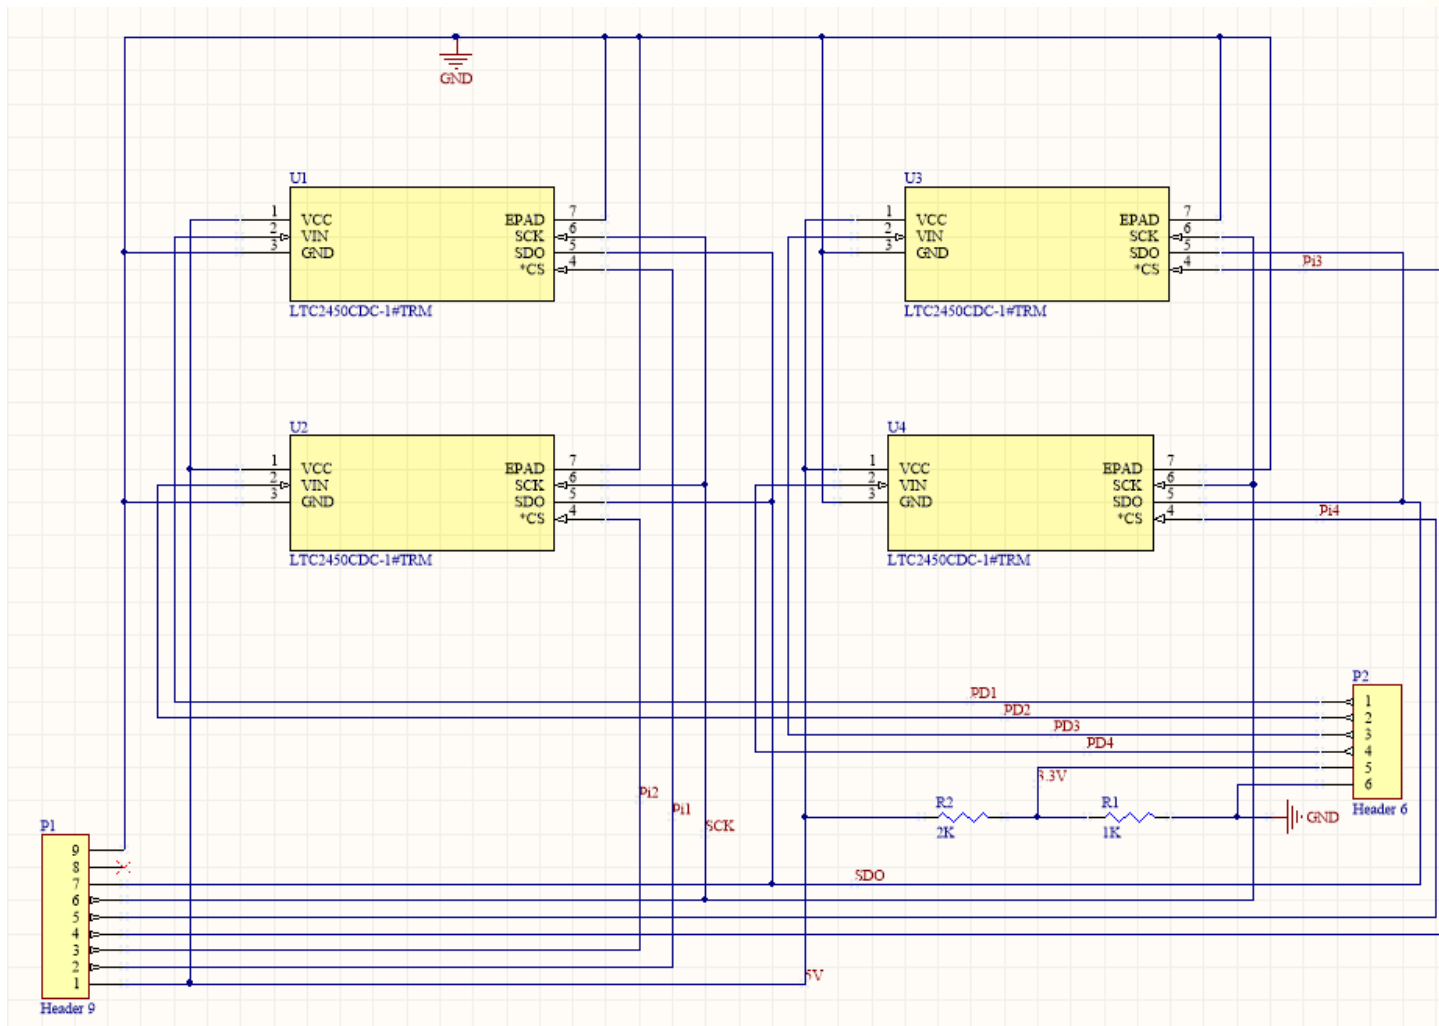 GND
U1
1 VCC EPAD 7
2 VIN SCK 6
3 GND SDO 5
*CS 4
LTC2450CDC-1#TRM
U3
1 VCC EPAD 7
2 VIN SCK 6
3 GND SDO 5
*CS 4
Pi3
LTC2450CDC-1#TRM
U2
1 VCC EPAD 7
2 VIN SCK 6
3 GND SDO 5
*CS 4
LTC2450CDC-1#TRM
U4
1 VCC EPAD 7
2 VIN SCK 6
3 GND SDO 5
*CS 4
Pi4
LTC2450CDC-1#TRM
P2
PD1
1
PD2
2
PD3
3
PD4
4
5
3.3V
6
Header 6
Pi2
Pi1
SCK
R2
2K
R1
1K
GND
P1
9
8
7
SDO
6
5
4
3
2
1
5V
Header 9